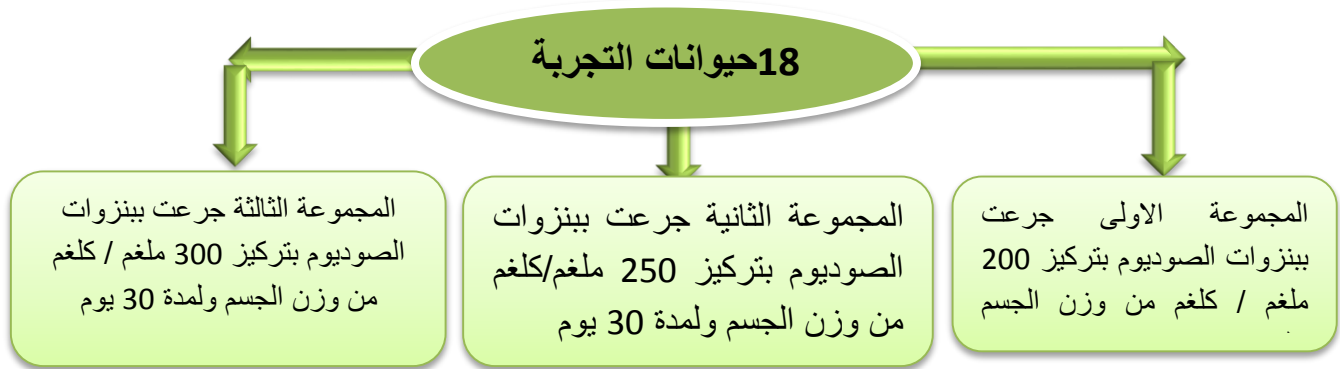 18حيوانات التجربة
المجموعة الاولى جرعت
ببنزوات الصوديوم بتركيز 200
ملغم / كلغم من وزن الجسم
المجموعة الثانية جرعت ببنزوات
الصوديوم بتركيز 250 ملغم/كلغم
من وزن الجسم ولمدة 30 يوم
المجموعة الثالثة جرعت ببنزوات
الصوديوم بتركيز 300 ملغم / كلغم
من وزن الجسم ولمدة 30 يوم